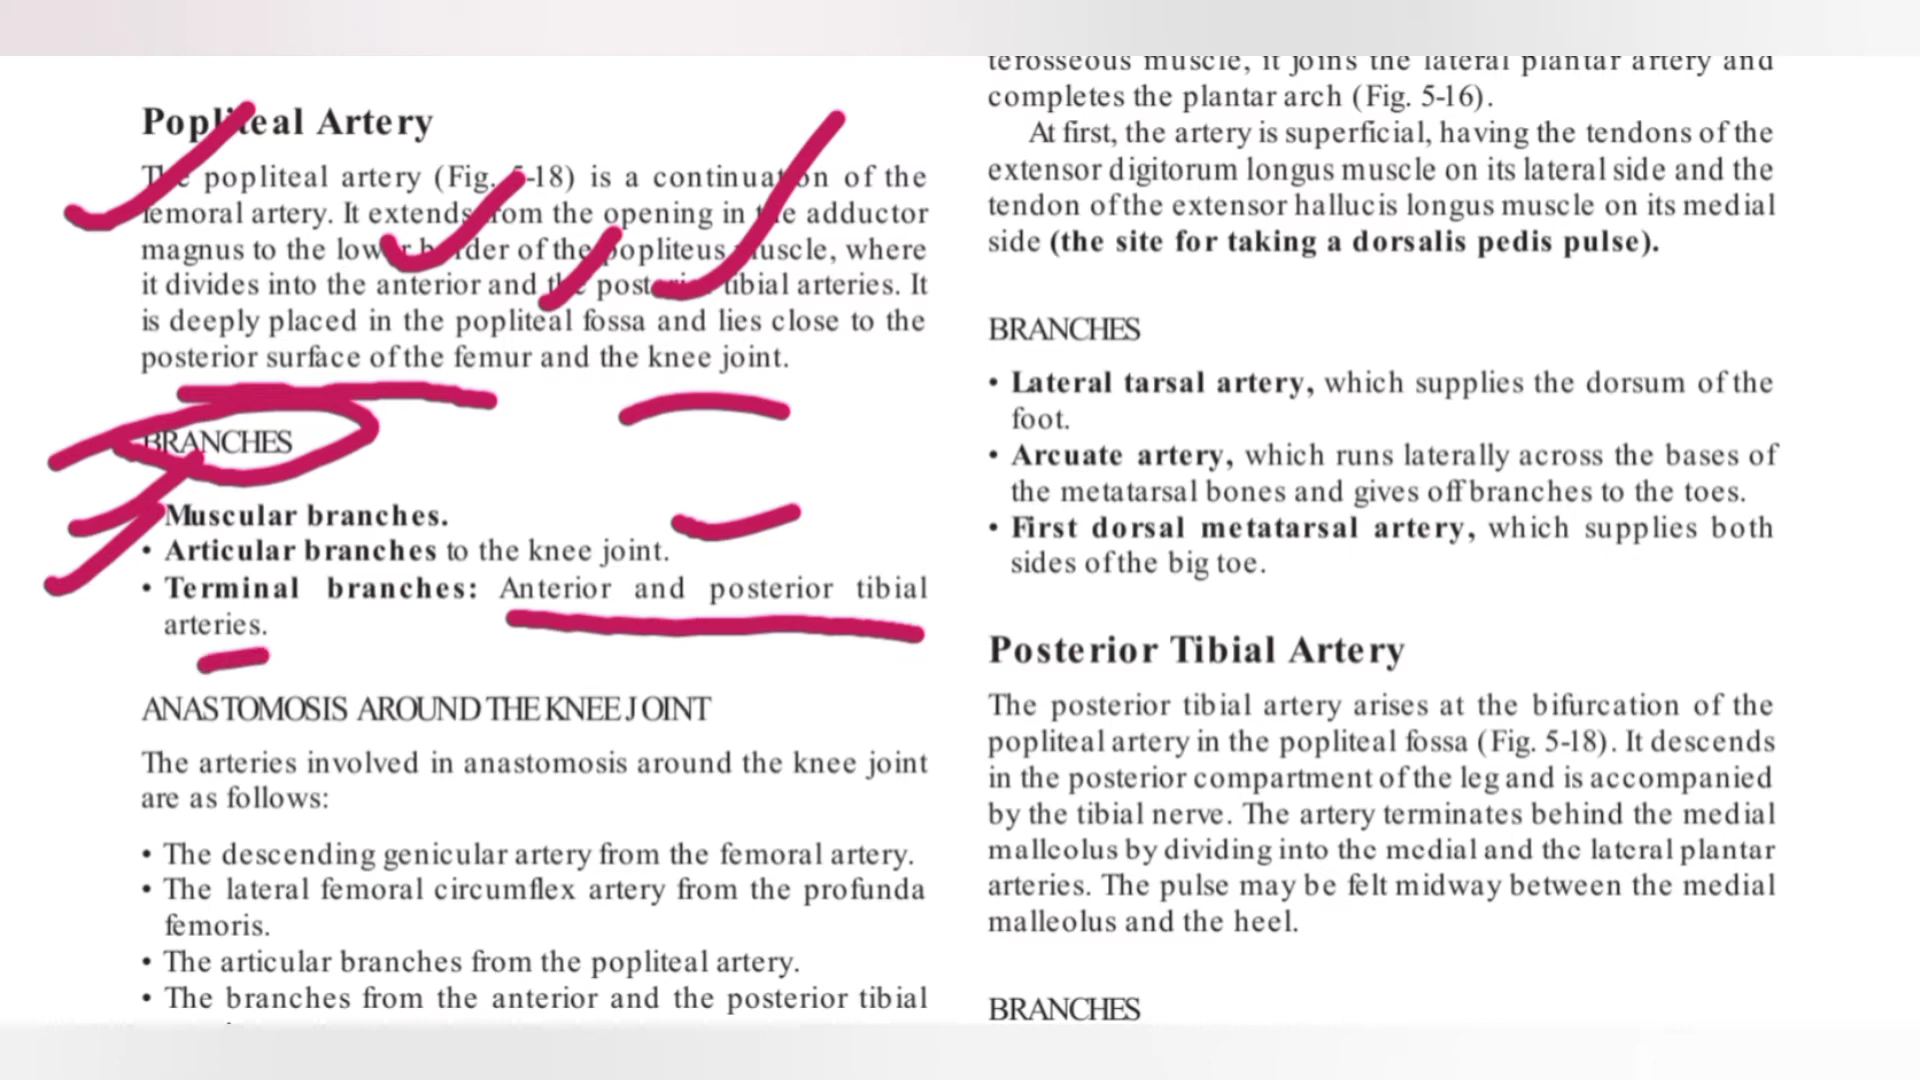 Popliteal Artery
The popliteal artery (Fig. 5-18) is a continuation of the
femoral artery. It extends from the opening in the adductor
magnus to the lower border of the popliteus muscle, where
it divides into the anterior and the posterior tibial arteries. It
is deeply placed in the popliteal fossa and lies close to the
posterior surface of the femur and the knee joint.
BRANCHES
Muscular branches.
• Articular branches to the knee joint.
• Terminal branches: Anterior and posterior tibial
arteries.
ANASTOMOSIS AROUND THE KNEE JOINT
The arteries involved in anastomosis around the knee joint
are as follows:
• The descending genicular artery from the femoral artery.
• The lateral femoral circumflex artery from the profunda
femoris.
• The articular branches from the popliteal artery.
• The branches from the anterior and the posterior tibial
terosseous muscle, it joins the lateral plantar artery and
completes the plantar arch (Fig. 5-16).
At first, the artery is superficial, having the tendons of the
extensor digitorum longus muscle on its lateral side and the
tendon of the extensor hallucis longus muscle on its medial
side (the site for taking a dorsalis pedis pulse).
BRANCHES
• Lateral tarsal artery, which supplies the dorsum of the
foot.
• Arcuate artery, which runs laterally across the bases of
the metatarsal bones and gives off branches to the toes.
• First dorsal metatarsal artery, which supplies both
sides of the big toe.
Posterior Tibial Artery
The posterior tibial artery arises at the bifurcation of the
popliteal artery in the popliteal fossa (Fig. 5-18). It descends
in the posterior compartment of the leg and is accompanied
by the tibial nerve. The artery terminates behind the medial
malleolus by dividing into the medial and the lateral plantar
arteries. The pulse may be felt midway between the medial
malleolus and the heel.
BRANCHES